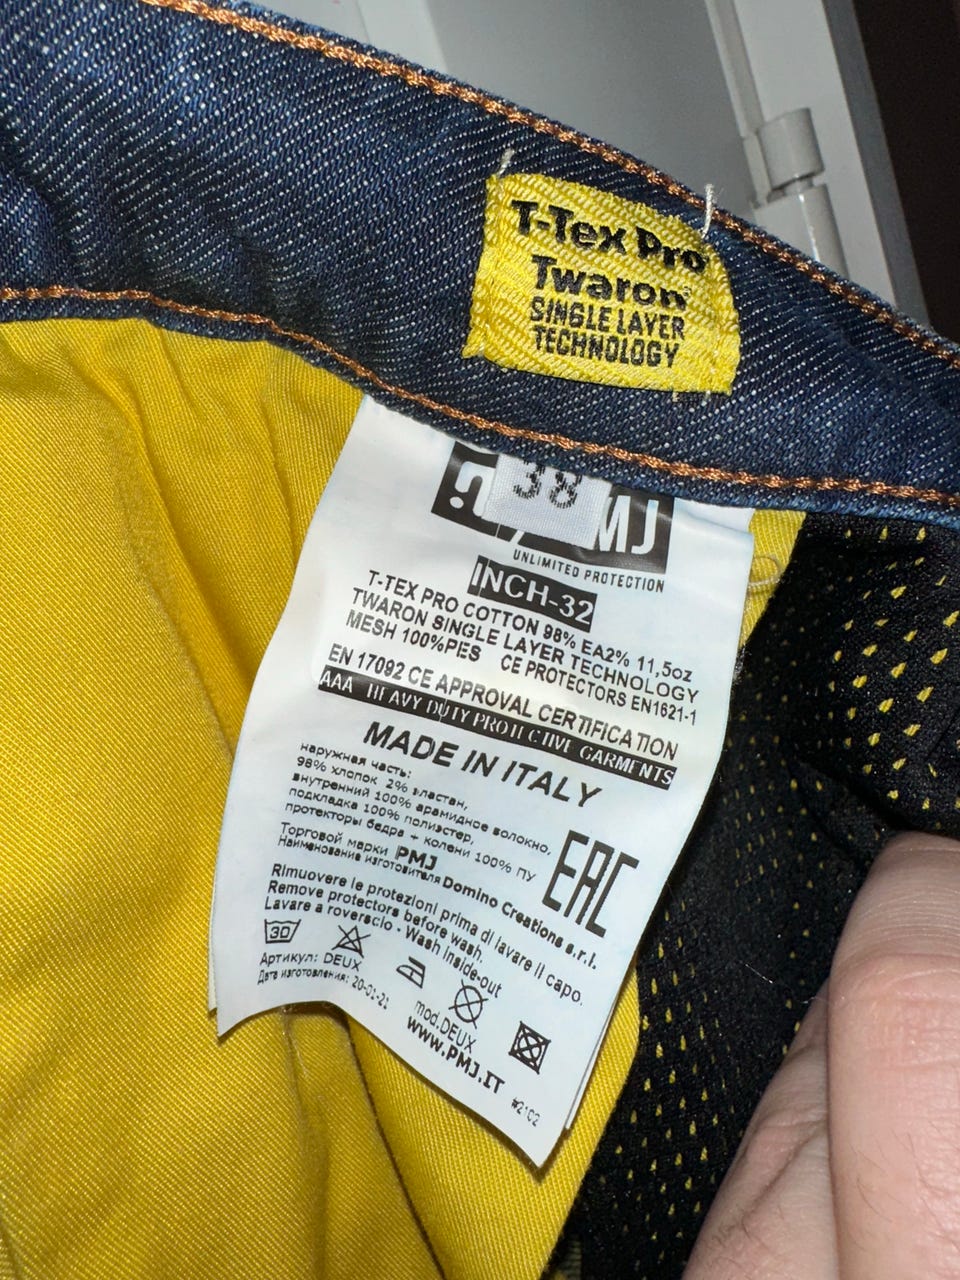 T-Tex Pro
Twaron®
SINGLE LAYER
TECHNOLOGY
38
MJ
UNLIMITED PROTECTION
INCH-32
T-TEX PRO COTTON 98% EA2% 11,5oz
TWARON SINGLE LAYER TECHNOLOGY
MESH 100%PES CE PROTECTORS EN1621-1
EN 17092 CE APPROVAL CERTIFICATION
AAA HEAVY DUTY PROTECTIVE GARMENTS
MADE IN ITALY
наружная часть:
98% хлопок 2% эластан,
внутренний 100% арамидное волокно,
подкладка 100% полиэстер,
протекторы бедра + колени 100% ПУ
Торговой марки PMJ
Наименование изготовителя Domino Creations s.r.l.
EAC
Rimuovere le protezioni prima di lavare il capo.
Remove protectors before wash.
Lavare a rovescio - Wash inside-out
30
Артикул: DEUX
Дата изготовления: 20-01-21
mod.DEUX
www.PMJ.IT
#2102